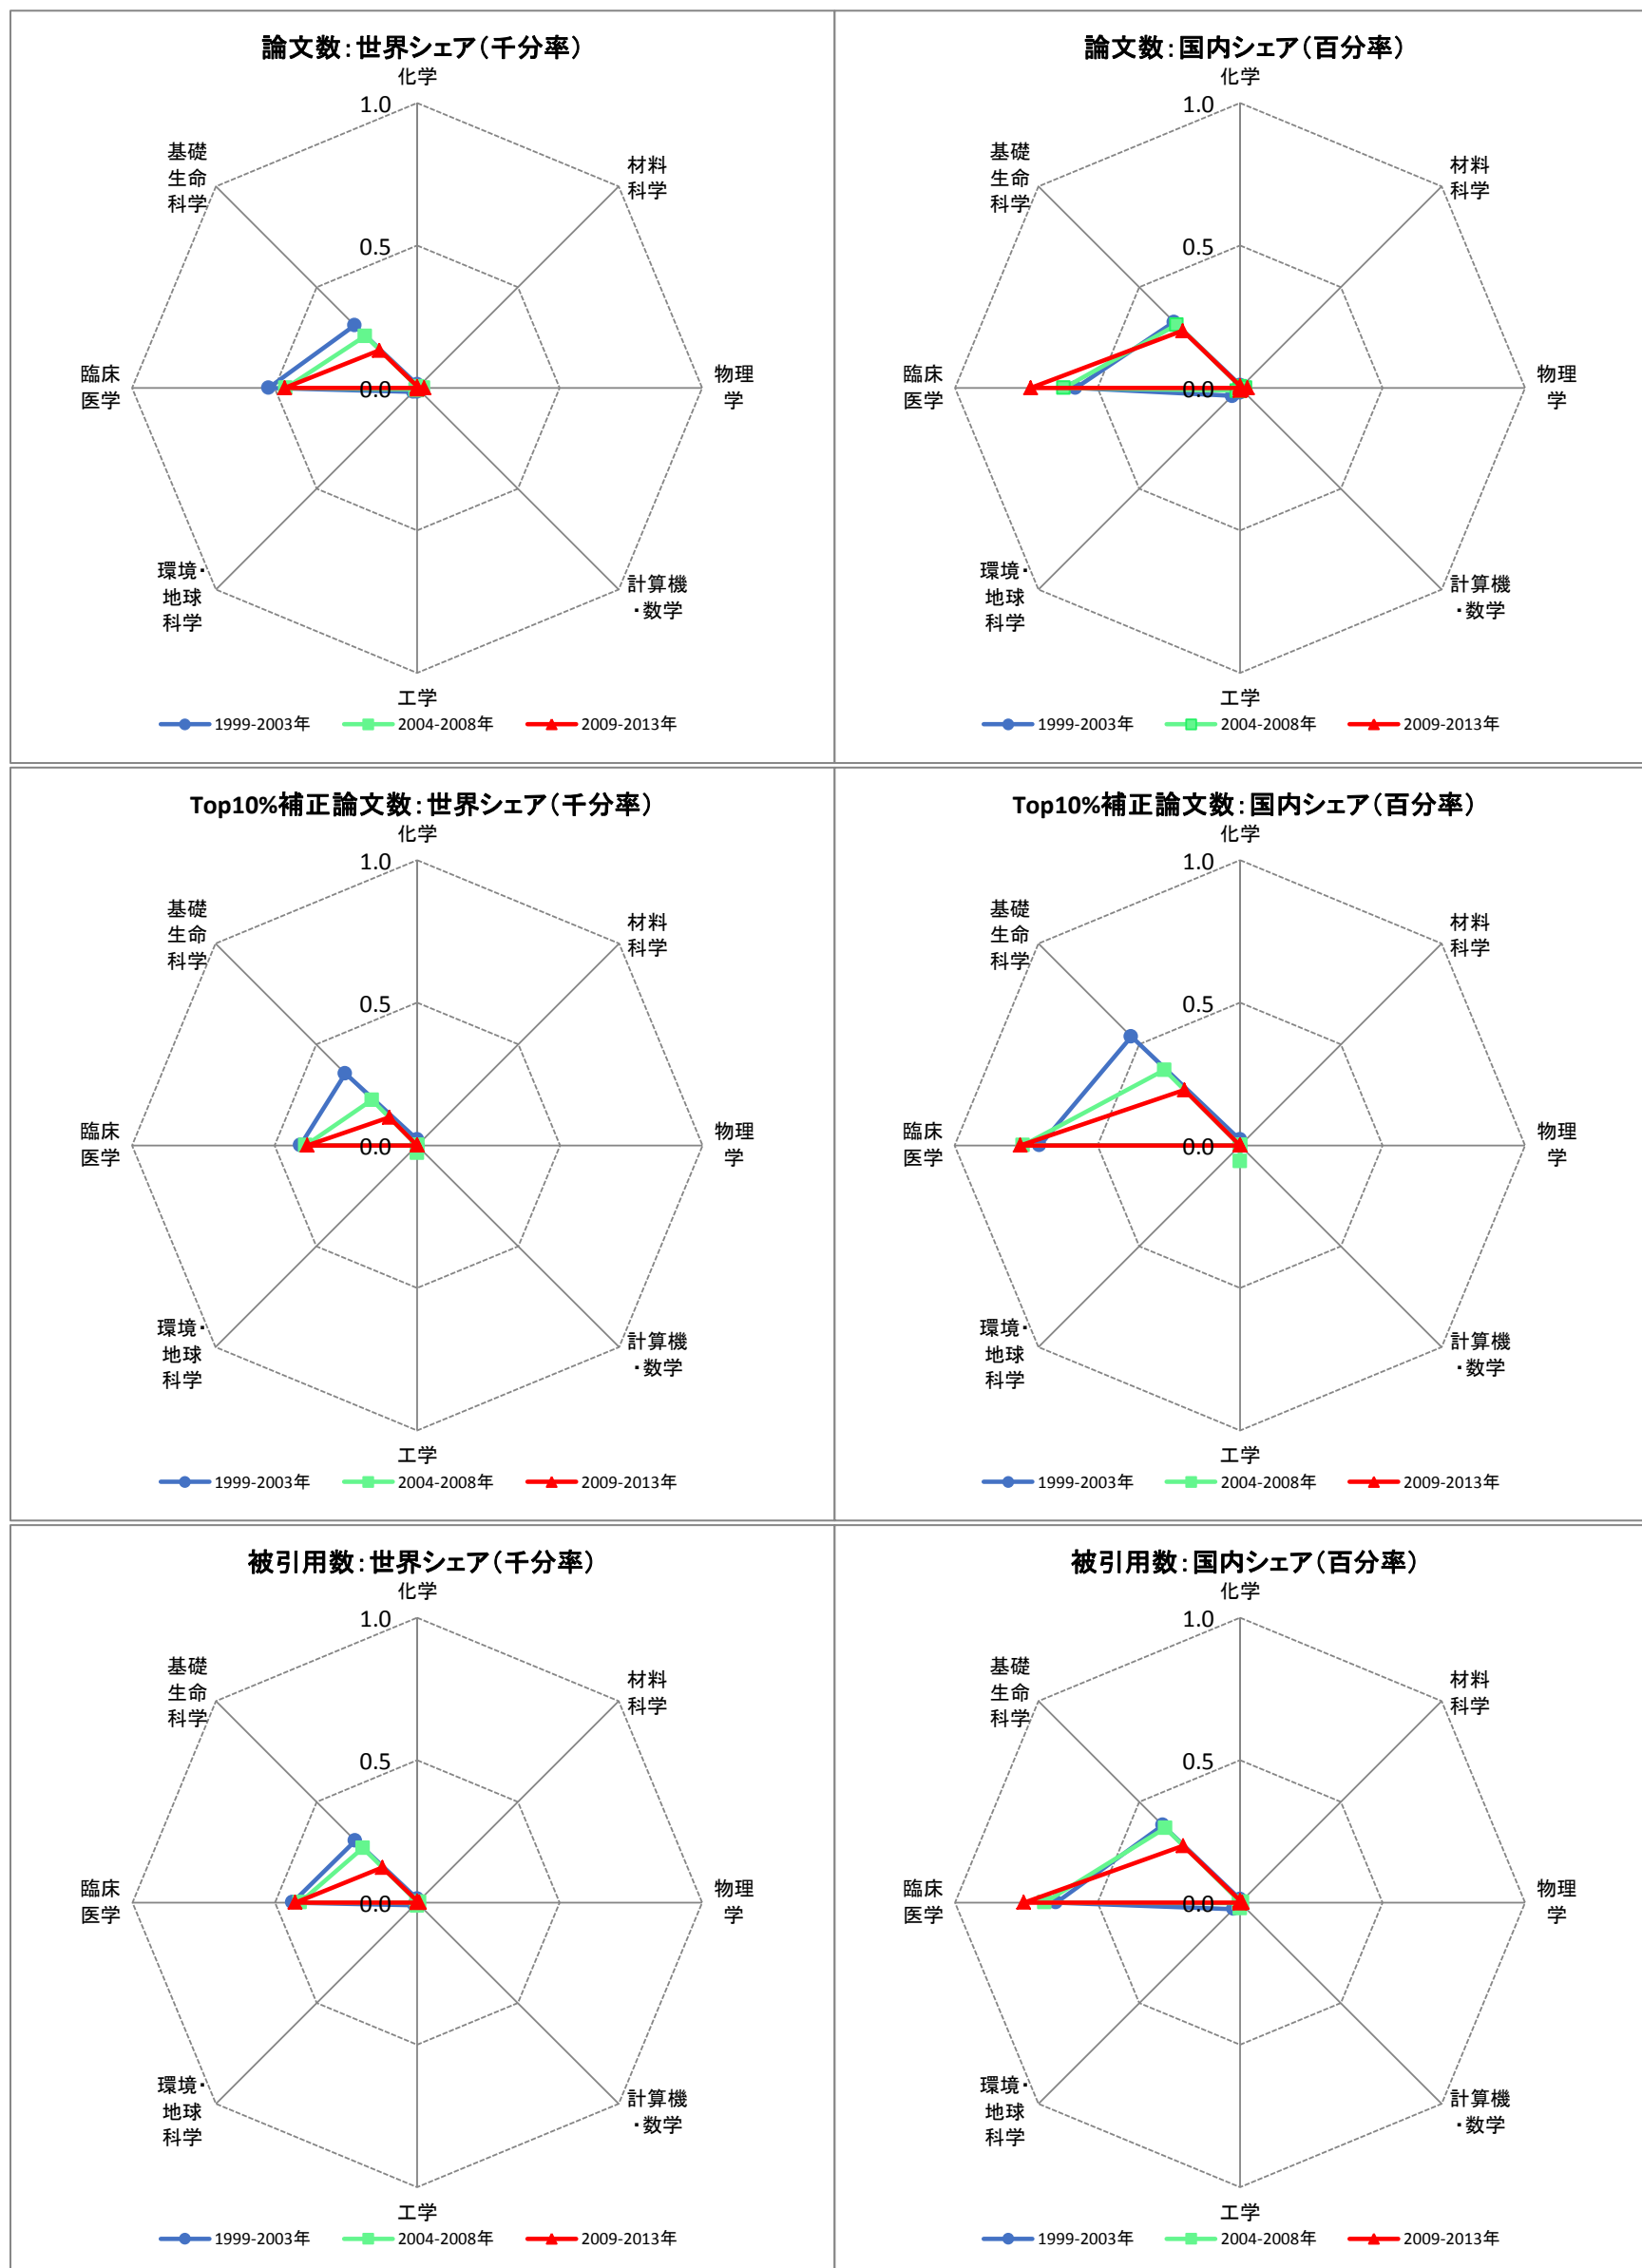 論文数:世界シェア(千分率)
化学
1.0
基礎
生命
科学
材料
科学
0.5
臨床
医学
0.0
物理
学
環境・
地球
科学
計算機
・数学
工学
1999-2003年
2004-2008年
2009-2013年
論文数:国内シェア(百分率)
化学
1.0
基礎
生命
科学
材料
科学
0.5
臨床
医学
0.0
物理
学
環境・
地球
科学
計算機
・数学
工学
1999-2003年
2004-2008年
2009-2013年
Top10%補正論文数:世界シェア(千分率)
化学
1.0
基礎
生命
科学
材料
科学
0.5
臨床
医学
0.0
物理
学
環境・
地球
科学
計算機
・数学
工学
1999-2003年
2004-2008年
2009-2013年
Top10%補正論文数:国内シェア(百分率)
化学
1.0
基礎
生命
科学
材料
科学
0.5
臨床
医学
0.0
物理
学
環境・
地球
科学
計算機
・数学
工学
1999-2003年
2004-2008年
2009-2013年
被引用数:世界シェア(千分率)
化学
1.0
基礎
生命
科学
材料
科学
0.5
臨床
医学
0.0
物理
学
環境・
地球
科学
計算機
・数学
工学
1999-2003年
2004-2008年
2009-2013年
被引用数:国内シェア(百分率)
化学
1.0
基礎
生命
科学
材料
科学
0.5
臨床
医学
0.0
物理
学
環境・
地球
科学
計算機
・数学
工学
1999-2003年
2004-2008年
2009-2013年